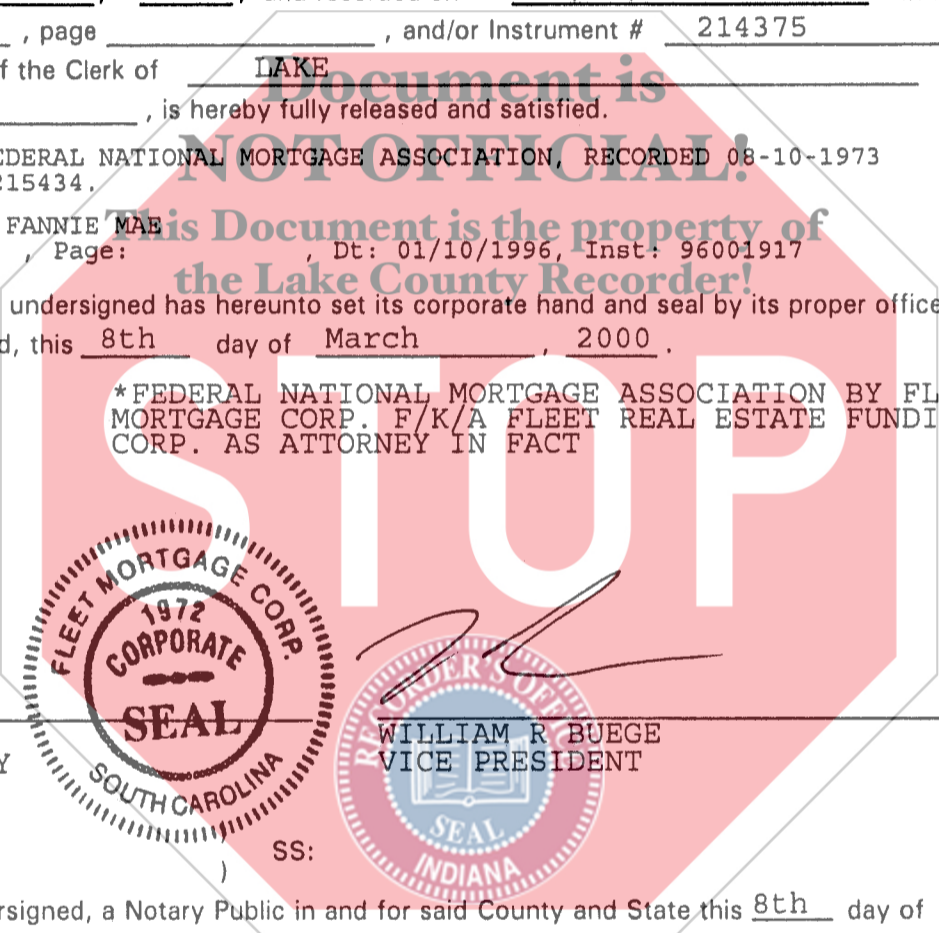 , page , and/or Instrument # 214375
f the Clerk of LAKE
, is hereby fully released and satisfied.
EDERAL NATIONAL MORTGAGE ASSOCIATION, RECORDED 08-10-1973
215434.
FANNIE MAE
, Page: , Dt: 01/10/1996, Inst: 96001917
undersigned has hereunto set its corporate hand and seal by its proper office
d, this 8th day of March , 2000 .
*FEDERAL NATIONAL MORTGAGE ASSOCIATION BY FL
MORTGAGE CORP. F/K/A FLEET REAL ESTATE FUNDI
CORP. AS ATTORNEY IN FACT
Document is
NOT OFFICIAL!
This Document is the property of
the Lake County Recorder!
STOP
FLEET MORTGAGE CORP.
1972
CORPORATE
SEAL
SOUTH CAROLINA
WILLIAM R BUEGE
VICE PRESIDENT
Y
RECORDER'S OFFICE
SEAL
INDIANA
) SS:
)
rsigned, a Notary Public in and for said County and State this 8th day of